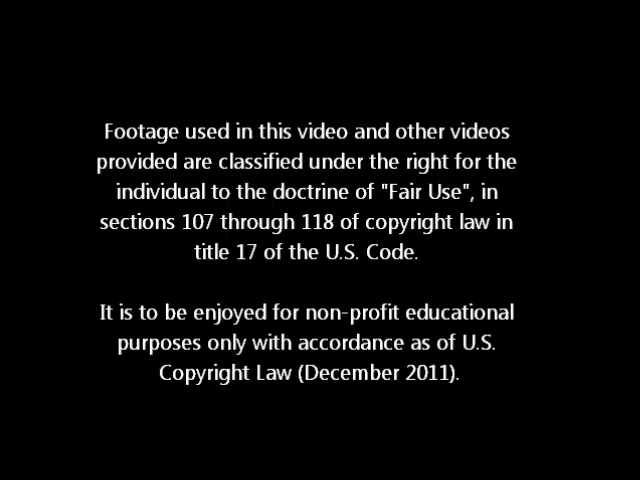 Footage used in this video and other videos
provided are classified under the right for the
individual to the doctrine of "Fair Use", in
sections 107 through 118 of copyright law in
title 17 of the U.S. Code.
It is to be enjoyed for non-profit educational
purposes only with accordance as of U.S.
Copyright Law (December 2011).